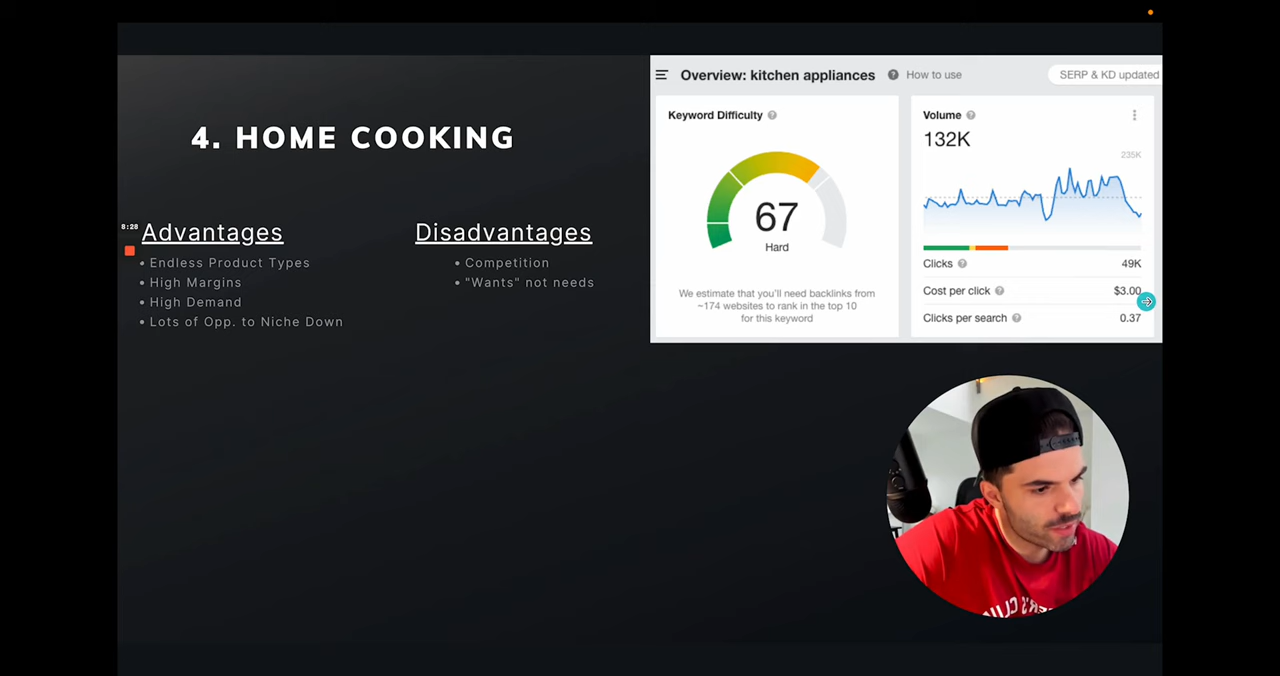 4. HOME COOKING
8:28
Advantages
• Endless Product Types
• High Margins
• High Demand
• Lots of Opp. to Niche Down
Disadvantages
• Competition
• "Wants" not needs
Overview: kitchen appliances ? How to use
SERP & KD updated
Keyword Difficulty ?
67
Hard
We estimate that you'll need backlinks from
~174 websites to rank in the top 10
for this keyword
Volume ?
132K
235K
Clicks ? 49K
Cost per click ? $3.00
Clicks per search ? 0.37